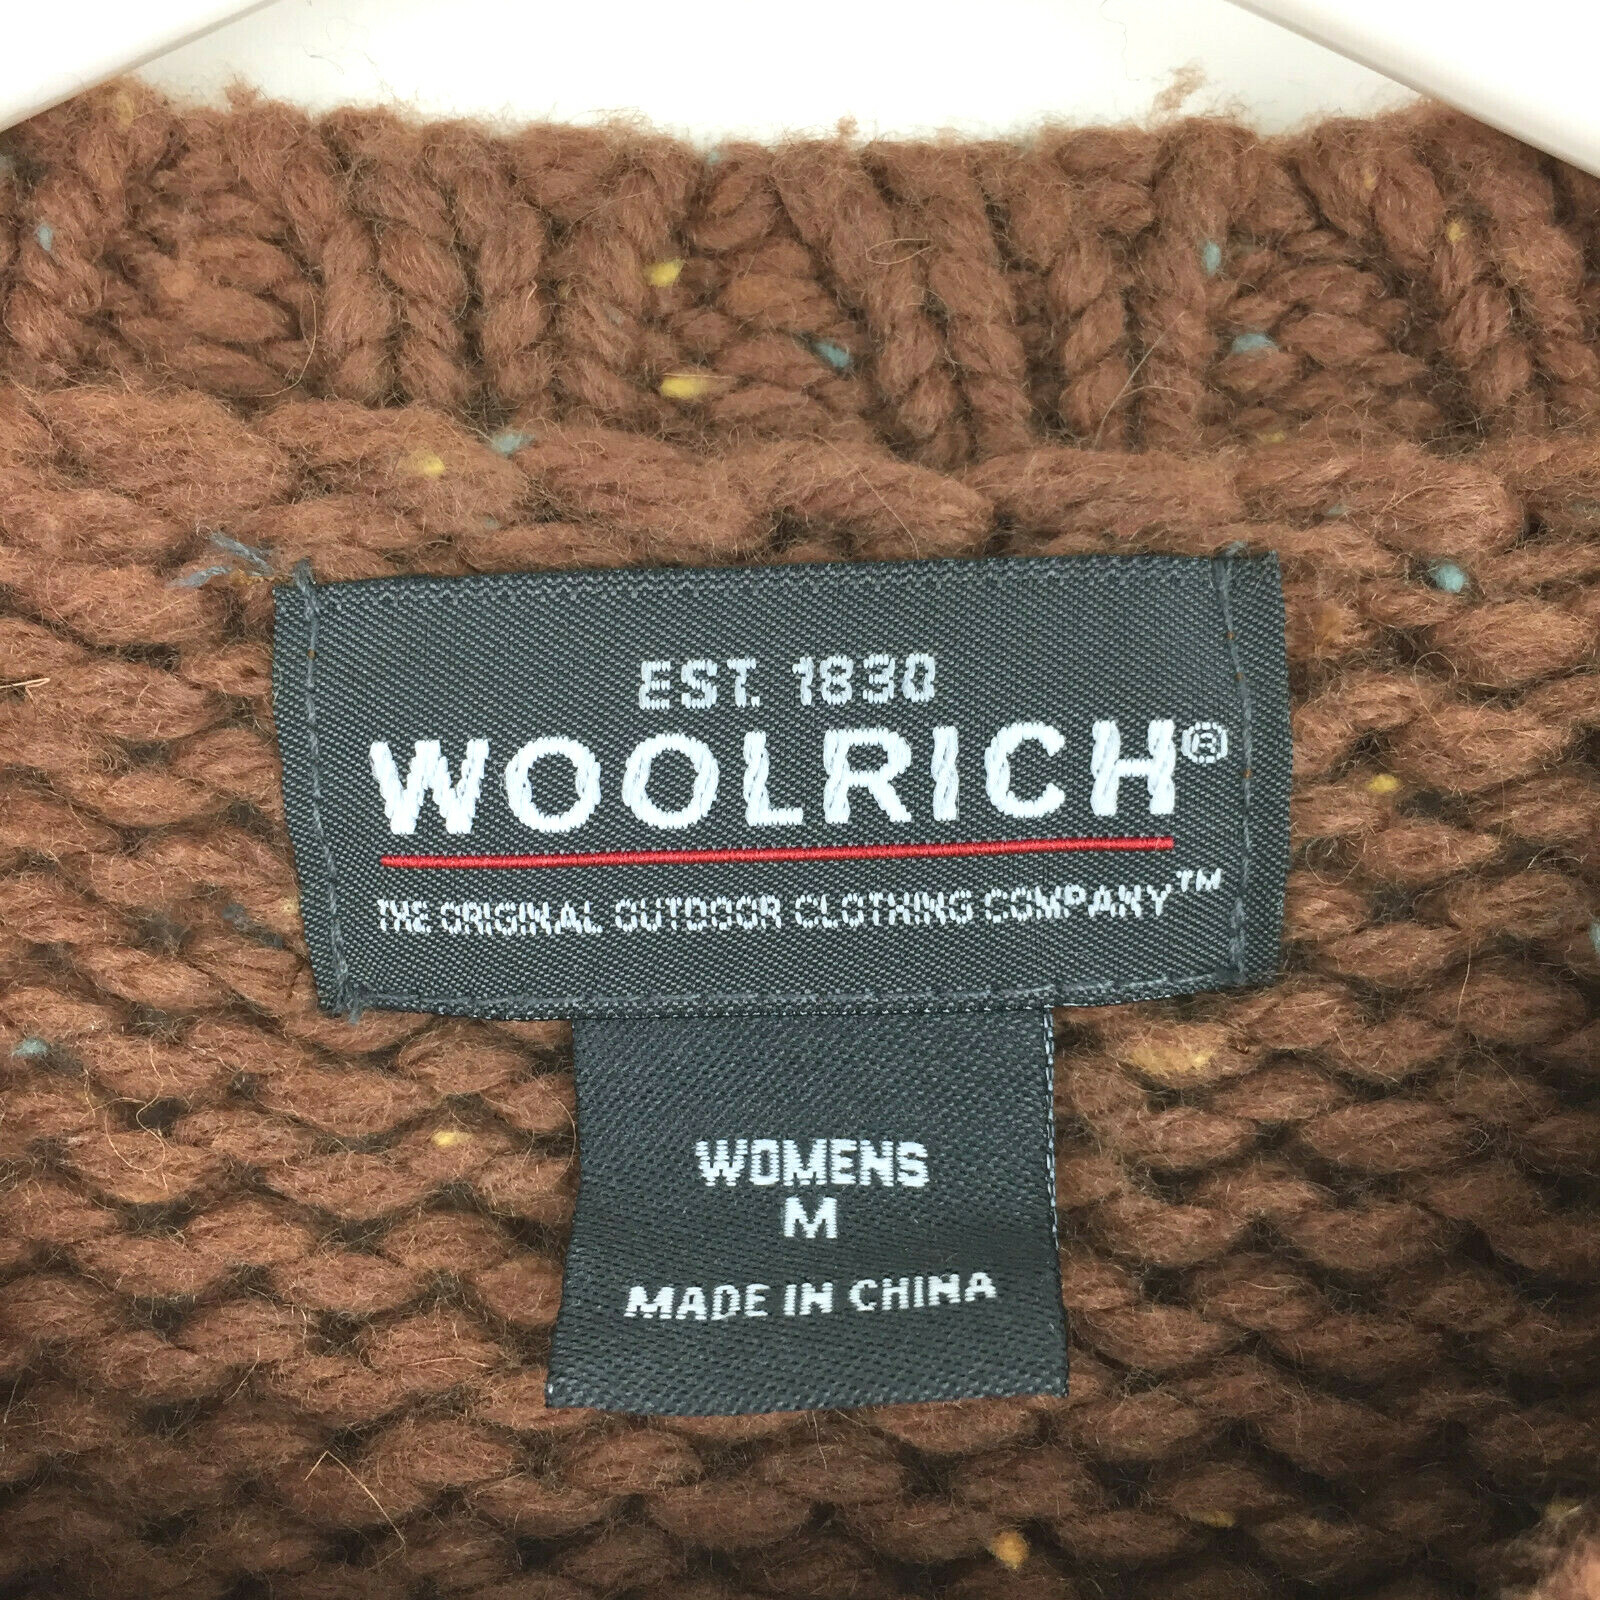 EST. 1830
WOOLRICH®
THE ORIGINAL OUTDOOR CLOTHING COMPANY™
WOMENS
M
MADE IN CHINA